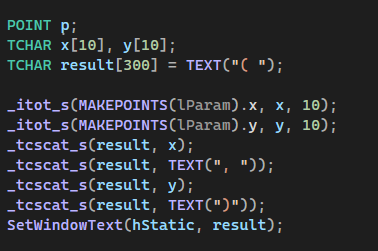 POINT p;
TCHAR x[10], y[10];
TCHAR result[300] = TEXT("( ");
_itot_s(MAKEPOINTS(lParam).x, x, 10);
_itot_s(MAKEPOINTS(lParam).y, y, 10);
_tcscat_s(result, x);
_tcscat_s(result, TEXT(", "));
_tcscat_s(result, y);
_tcscat_s(result, TEXT(")"));
SetWindowText(hStatic, result);